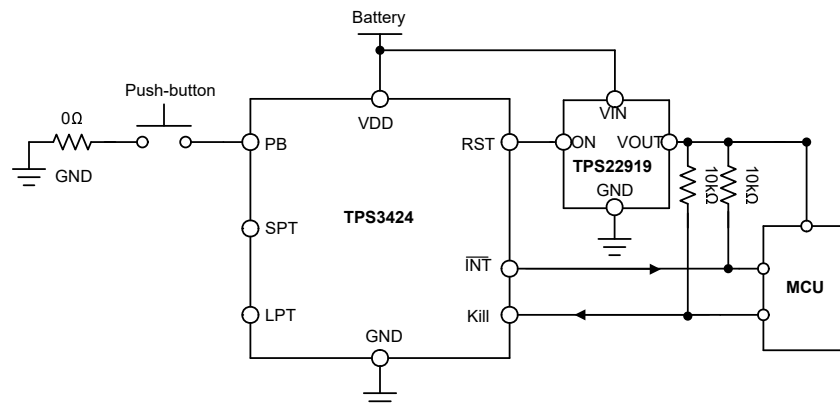 Battery
Push-button
0Ω
GND
VDD
VIN
PB
RST
ON
VOUT
TPS22919
GND
10kΩ
10kΩ
SPT
TPS3424
INT
MCU
LPT
Kill
GND